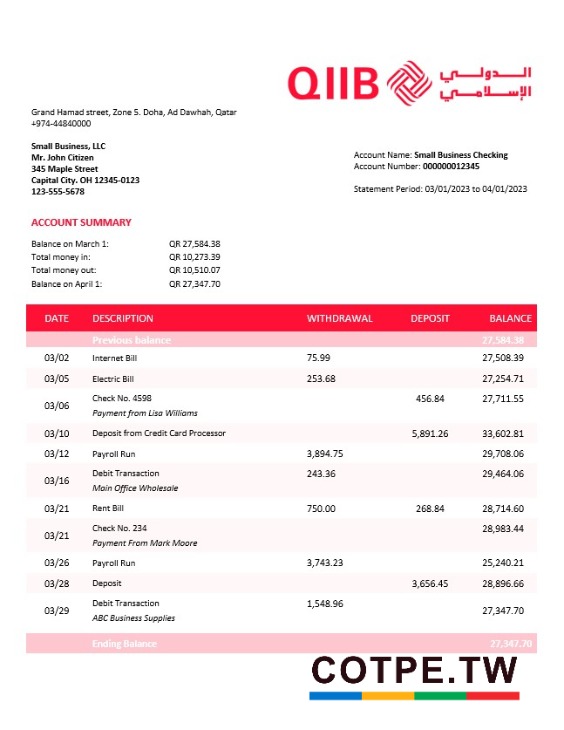 QIIB الدولي
الإسلامي
Grand Hamad street, Zone 5. Doha, Ad Dawhah, Qatar
+974-44840000
Small Business, LLC
Mr. John Citizen
345 Maple Street
Capital City. OH 12345-0123
123-555-5678
Account Name: Small Business Checking
Account Number: 000000012345
Statement Period: 03/01/2023 to 04/01/2023
ACCOUNT SUMMARY
Balance on March 1: QR 27,584.38
Total money in: QR 10,273.39
Total money out: QR 10,510.07
Balance on April 1: QR 27,347.70
DATE DESCRIPTION WITHDRAWAL DEPOSIT BALANCE
Previous balance 27,584.38
03/02 Internet Bill 75.99 27,508.39
03/05 Electric Bill 253.68 27,254.71
03/06 Check No. 4598 456.84 27,711.55
Payment from Lisa Williams
03/10 Deposit from Credit Card Processor 5,891.26 33,602.81
03/12 Payroll Run 3,894.75 29,708.06
03/16 Debit Transaction 243.36 29,464.06
Main Office Wholesale
03/21 Rent Bill 750.00 268.84 28,714.60
03/21 Check No. 234 28,983.44
Payment From Mark Moore
03/26 Payroll Run 3,743.23 25,240.21
03/28 Deposit 3,656.45 28,896.66
03/29 Debit Transaction 1,548.96 27,347.70
ABC Business Supplies
Ending Balance 27,347.70
COTPE.TW